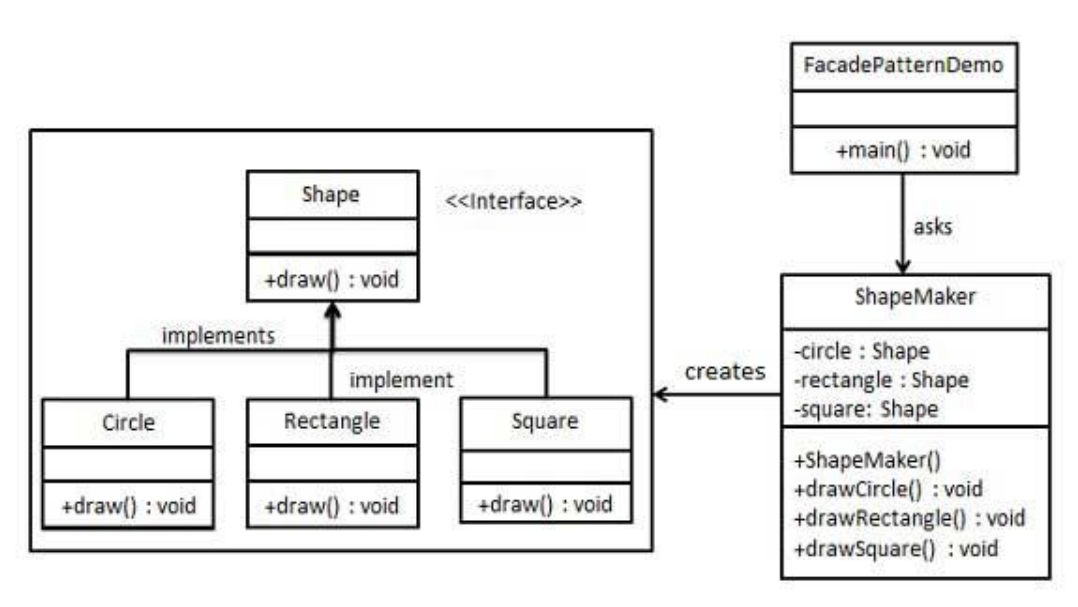 FacadePatternDemo
+main() : void
asks
Shape
<<Interface>>
+draw() : void
implements
implement
Circle
+draw() : void
Rectangle
+draw() : void
Square
+draw() : void
creates
ShapeMaker
-circle : Shape
-rectangle : Shape
-square: Shape
+ShapeMaker()
+drawCircle() : void
+drawRectangle() : void
+drawSquare() : void